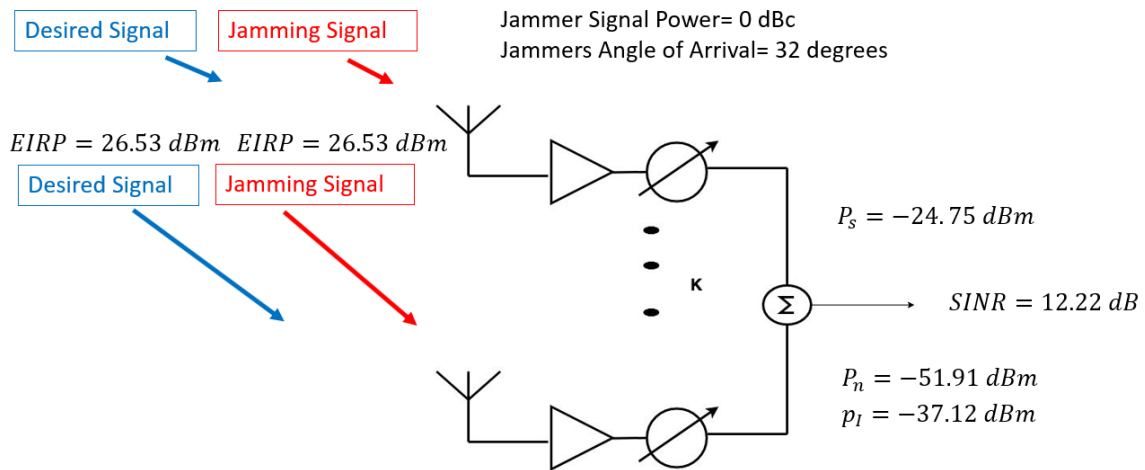 Desired Signal
Jamming Signal
Jammer Signal Power= 0 dBc
Jammers Angle of Arrival= 32 degrees
EIRP = 26.53 dBm
EIRP = 26.53 dBm
Desired Signal
Jamming Signal
P_s = −24.75 dBm
K
Σ
SINR = 12.22 dB
P_n = −51.91 dBm
p_I = −37.12 dBm